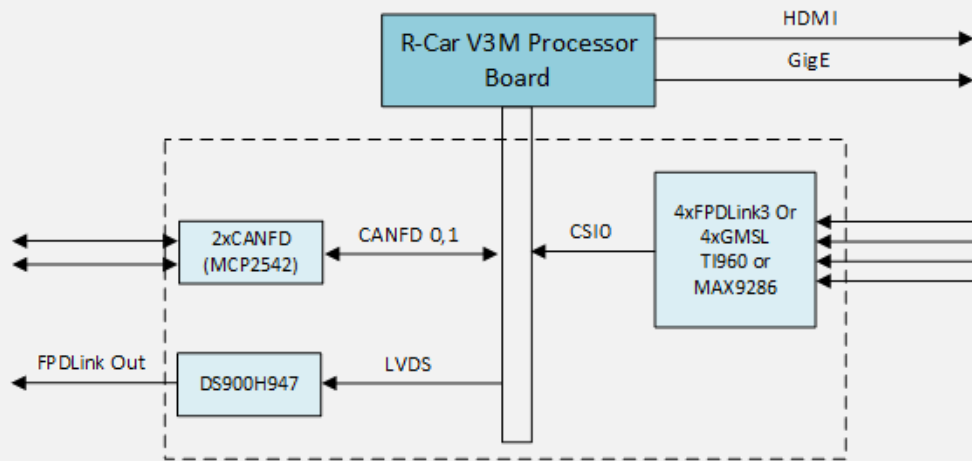 HDMI
R-Car V3M Processor
Board
GigE
4xFPDLink3 Or
4xGMSL
TI960 or
MAX9286
2xCANFD
(MCP2542)
CANFD 0,1
CSI0
FPDLink Out
DS900H947
LVDS